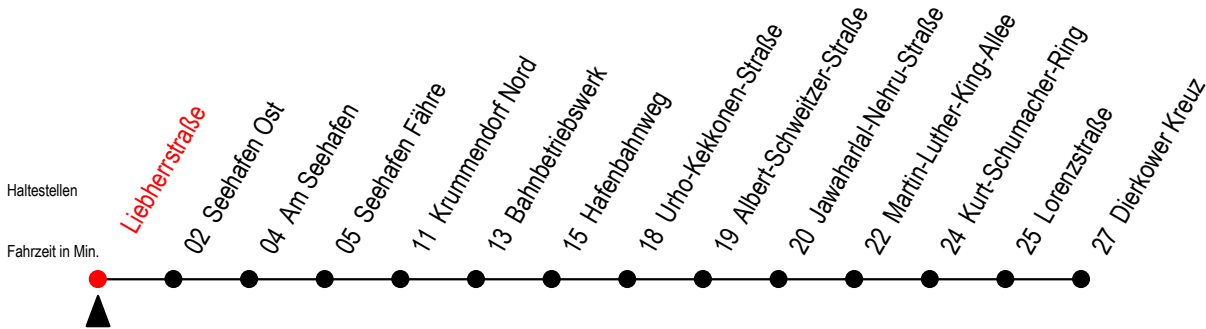 Haltestellen
Fahrzeit in Min.
Liebherrstraße
02 Seehafen Ost
04 Am Seehafen
05 Seehafen Fähre
11 Krummendorf Nord
13 Bahnbetriebswerk
15 Hafenbahnweg
18 Urho-Kekkonen-Straße
19 Albert-Schweitzer-Straße
20 Jawaharlal-Nehru-Straße
22 Martin-Luther-King-Allee
24 Kurt-Schumacher-Ring
25 Lorenzstraße
27 Dierkower Kreuz